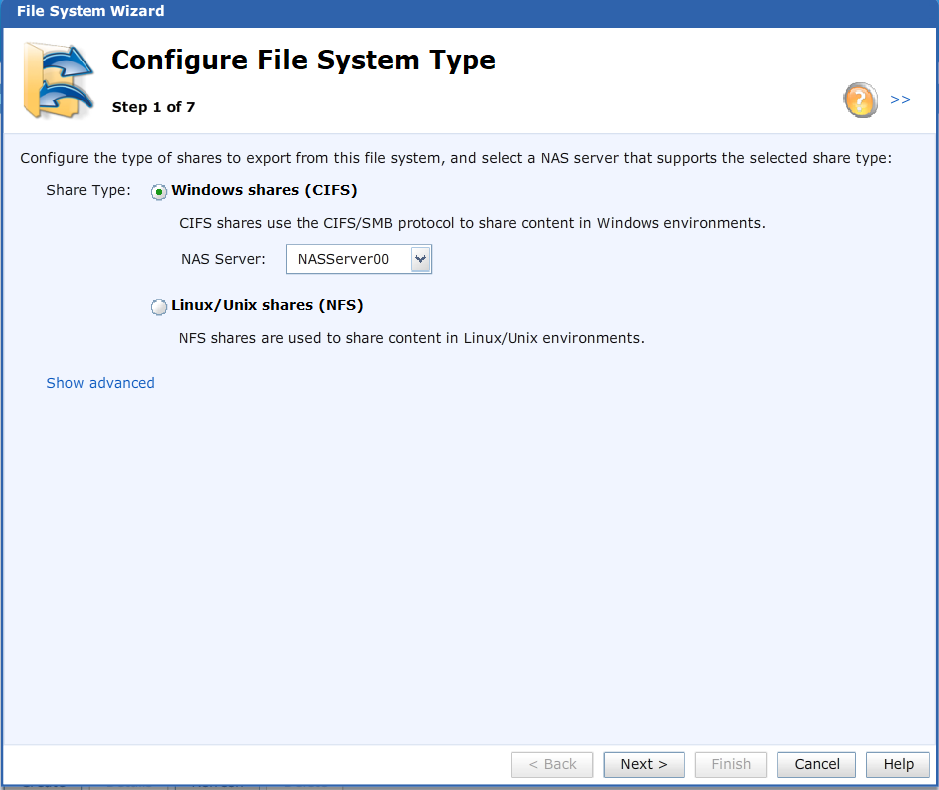 File System Wizard
Configure File System Type
Step 1 of 7
? >>
Configure the type of shares to export from this file system, and select a NAS server that supports the selected share type:
Share Type: Windows shares (CIFS)
CIFS shares use the CIFS/SMB protocol to share content in Windows environments.
NAS Server: NASServer00
Linux/Unix shares (NFS)
NFS shares are used to share content in Linux/Unix environments.
Show advanced
< Back Next > Finish Cancel Help